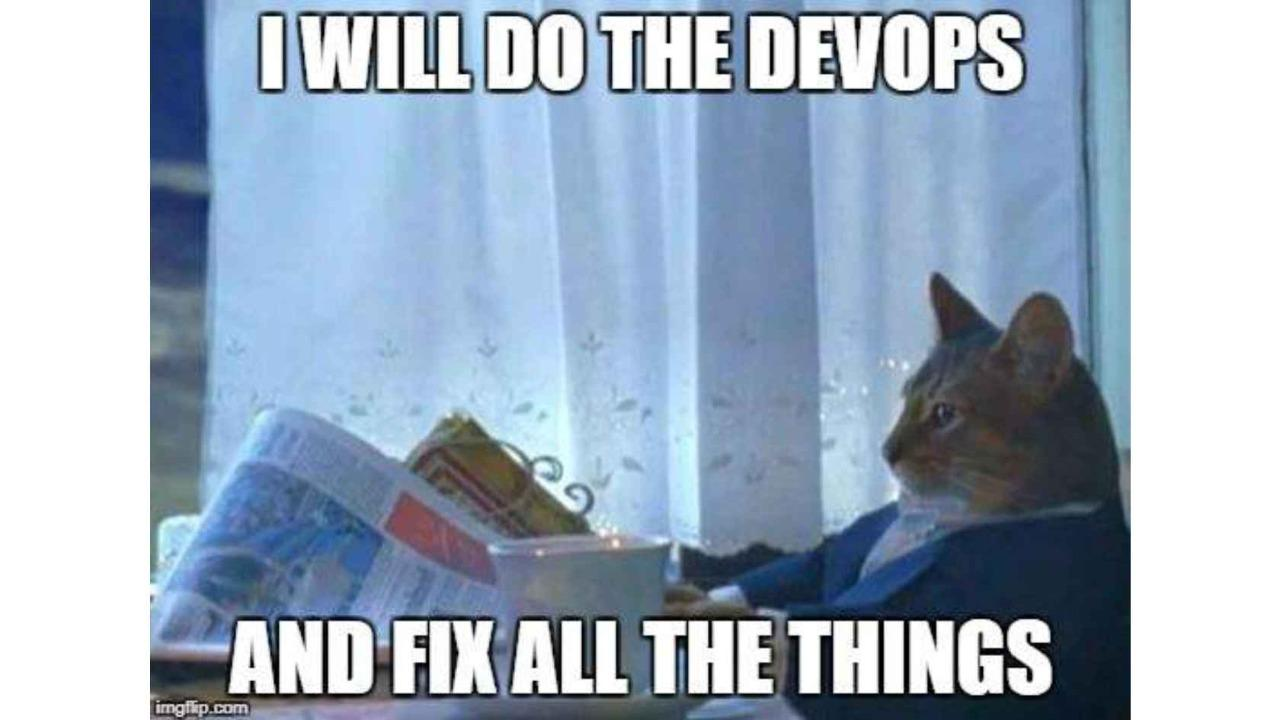 I WILL DO THE DEVOPS
AND FIX ALL THE THINGS
imgflip.com